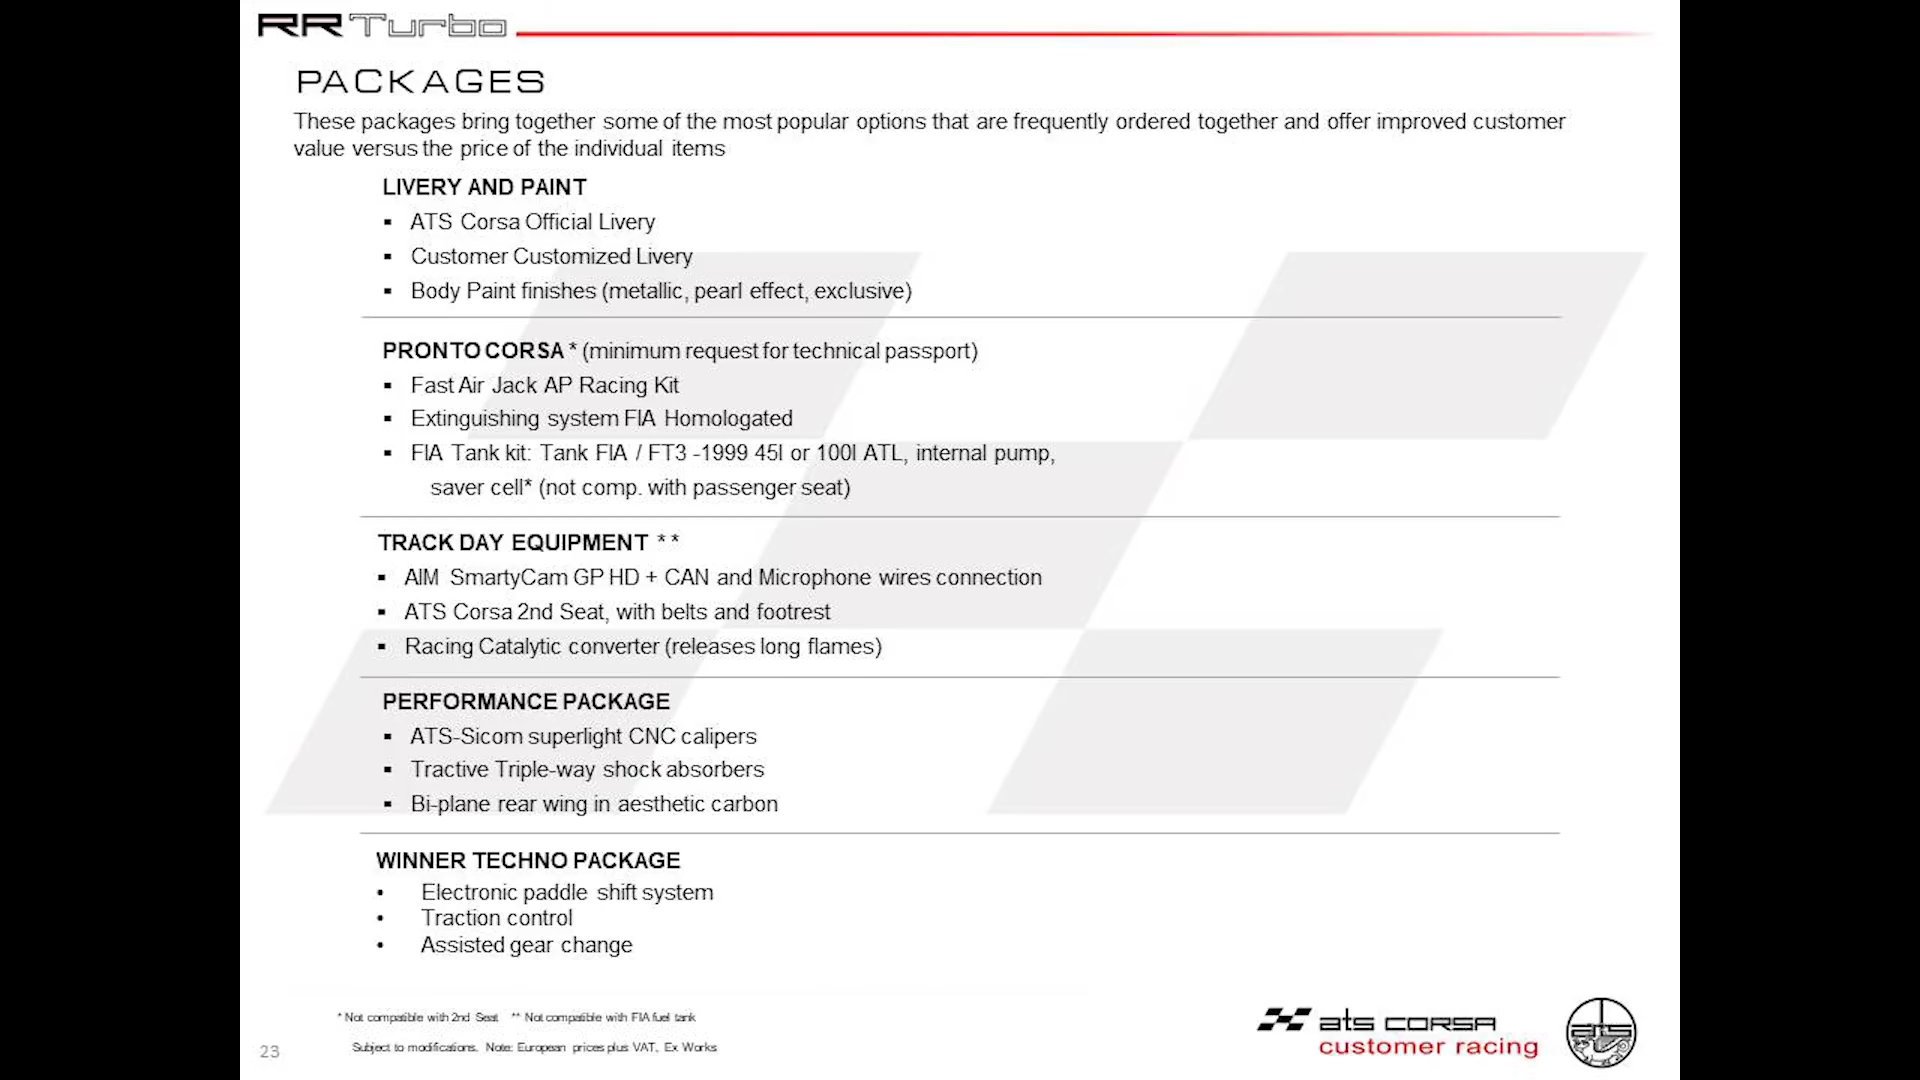 RR Turbo
PACKAGES
These packages bring together some of the most popular options that are frequently ordered together and offer improved customer
value versus the price of the individual items
LIVERY AND PAINT
▪ ATS Corsa Official Livery
▪ Customer Customized Livery
▪ Body Paint finishes (metallic, pearl effect, exclusive)
PRONTO CORSA * (minimum request for technical passport)
▪ Fast Air Jack AP Racing Kit
▪ Extinguishing system FIA Homologated
▪ FIA Tank kit: Tank FIA / FT3 -1999 45l or 100l ATL, internal pump,
saver cell* (not comp. with passenger seat)
TRACK DAY EQUIPMENT **
▪ AIM SmartyCam GP HD + CAN and Microphone wires connection
▪ ATS Corsa 2nd Seat, with belts and footrest
▪ Racing Catalytic converter (releases long flames)
PERFORMANCE PACKAGE
▪ ATS-Sicom superlight CNC calipers
▪ Tractive Triple-way shock absorbers
▪ Bi-plane rear wing in aesthetic carbon
WINNER TECHNO PACKAGE
• Electronic paddle shift system
• Traction control
• Assisted gear change
* Not compatible with 2nd Seat ** Not compatible with FIA fuel tank
Subject to modifications. Note: European prices plus VAT, Ex Works
23
ats corsa
customer racing
ats